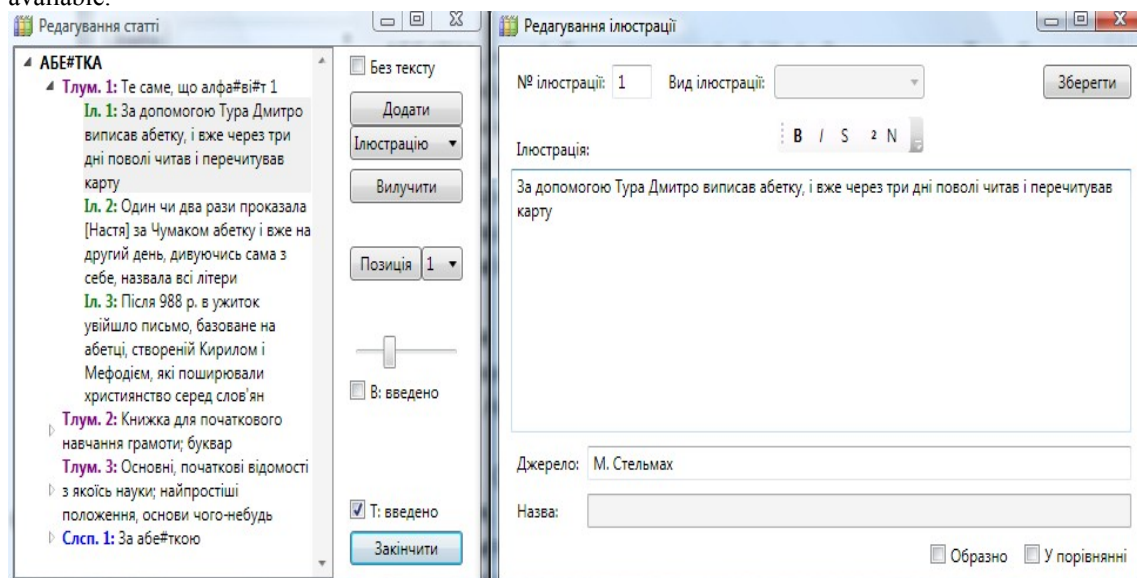 available.
Редагування статті
АБЕ#ТКА
Тлум. 1: Те саме, що алфа#ві#т 1
Іл. 1: За допомогою Тура Дмитро
виписав абетку, і вже через три
дні поволі читав і перечитував
карту
Іл. 2: Один чи два рази проказала
[Настя] за Чумаком абетку і вже на
другий день, дивуючись сама з
себе, назвала всі літери
Іл. 3: Після 988 р. в ужиток
увійшло письмо, базоване на
абетці, створеній Кирилом і
Мефодієм, які поширювали
християнство серед слов'ян
Тлум. 2: Книжка для початкового
навчання грамоти; буквар
Тлум. 3: Основні, початкові відомості
з якоїсь науки; найпростіші
положення, основи чого-небудь
Слсп. 1: За абе#ткою
Без тексту
Додати
Ілюстрацію
Вилучити
Позиція 1
В: введено
Т: введено
Закінчити
Редагування ілюстрації
№ ілюстрації: 1 Вид ілюстрації: Зберегти
B I S 2 N
Ілюстрація:
За допомогою Тура Дмитро виписав абетку, і вже через три дні поволі читав і перечитував
карту
Джерело: М. Стельмах
Назва:
Образно У порівнянні